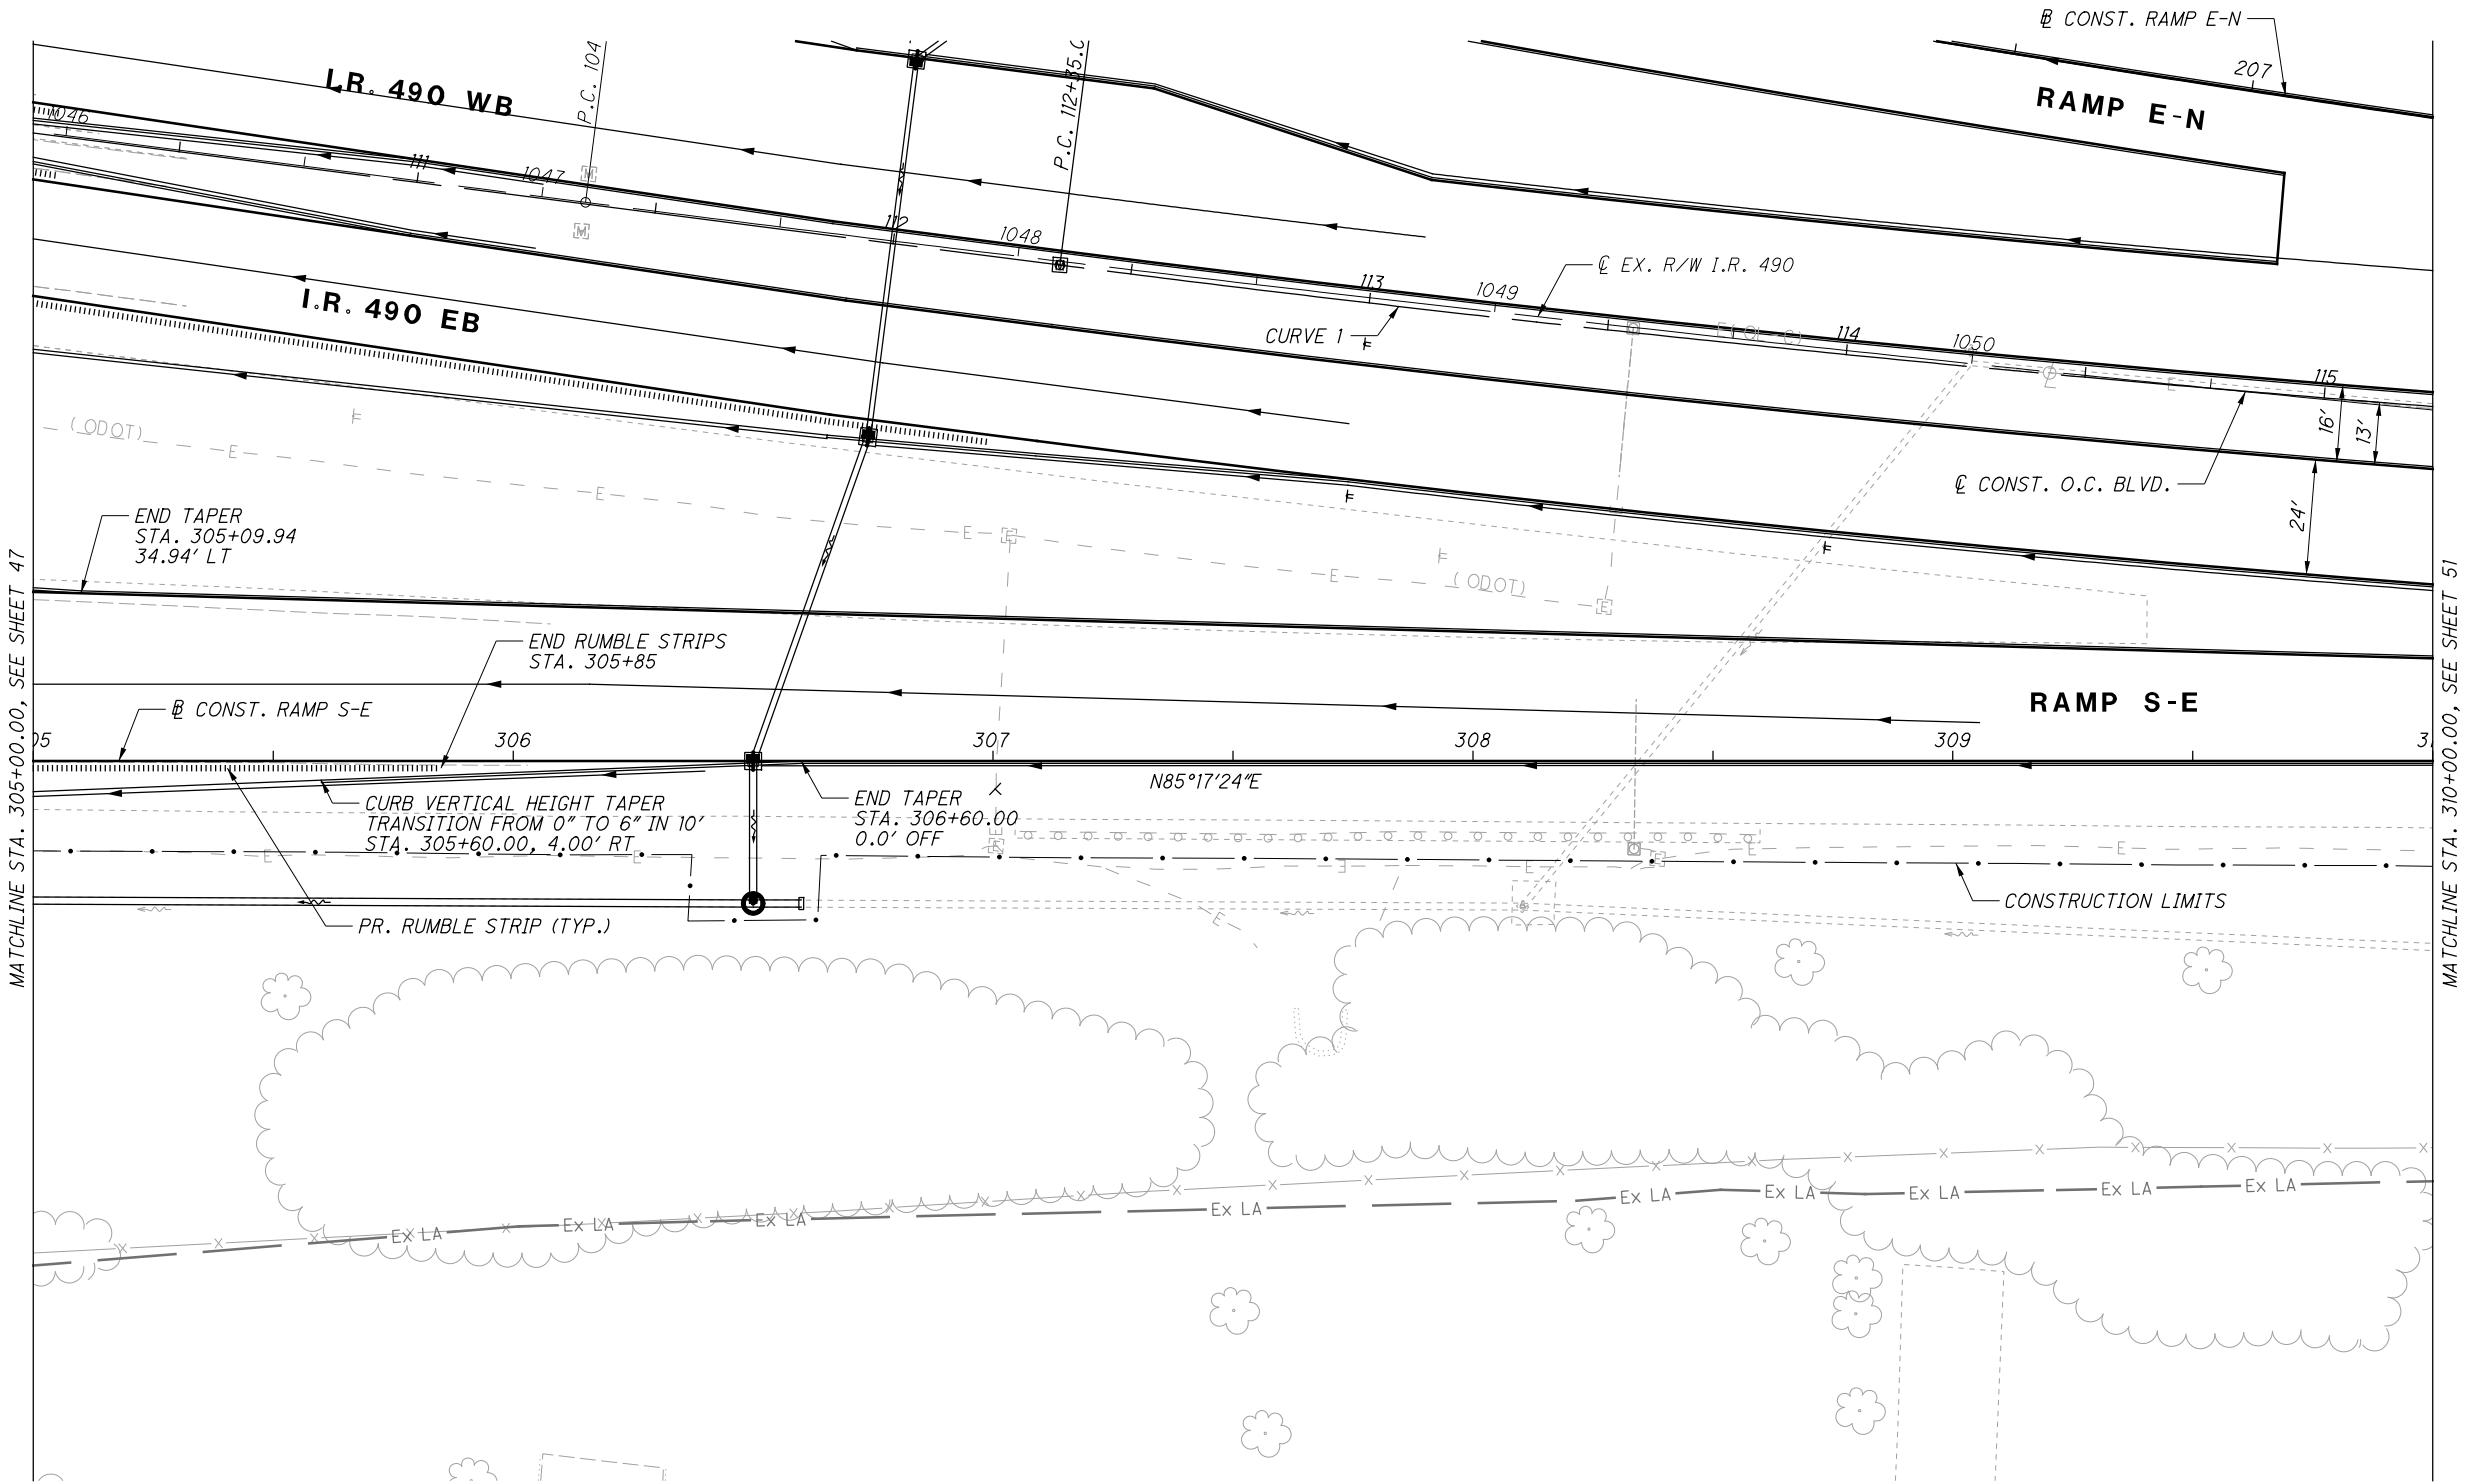 ℄ CONST. RAMP E-N
207
RAMP E-N
I.R. 490 WB
P.C. 104
P.C. 112+35.0
1046
111
1047
112
1048
113
1049
114
1050
115
M
M
℄ EX. R/W I.R. 490
CURVE 1
16'
13'
24'
℄ CONST. O.C. BLVD.
I.R. 490 EB
(ODOT)
E
E
E
E
E
(ODOT)
E
END TAPER
STA. 305+09.94
34.94' LT
END RUMBLE STRIPS
STA. 305+85
RAMP S-E
℄ CONST. RAMP S-E
05
306
307
308
309
31
N85°17'24"E
CURB VERTICAL HEIGHT TAPER
TRANSITION FROM 0" TO 6" IN 10'
STA. 305+60.00, 4.00' RT
END TAPER
STA. 306+60.00
0.0' OFF
PR. RUMBLE STRIP (TYP.)
CONSTRUCTION LIMITS
MATCHLINE STA. 305+00.00, SEE SHEET 47
MATCHLINE STA. 310+00.00, SEE SHEET 51
Ex LA
Ex LA
Ex LA
Ex LA
Ex LA
Ex LA
Ex LA
Ex LA
Ex LA